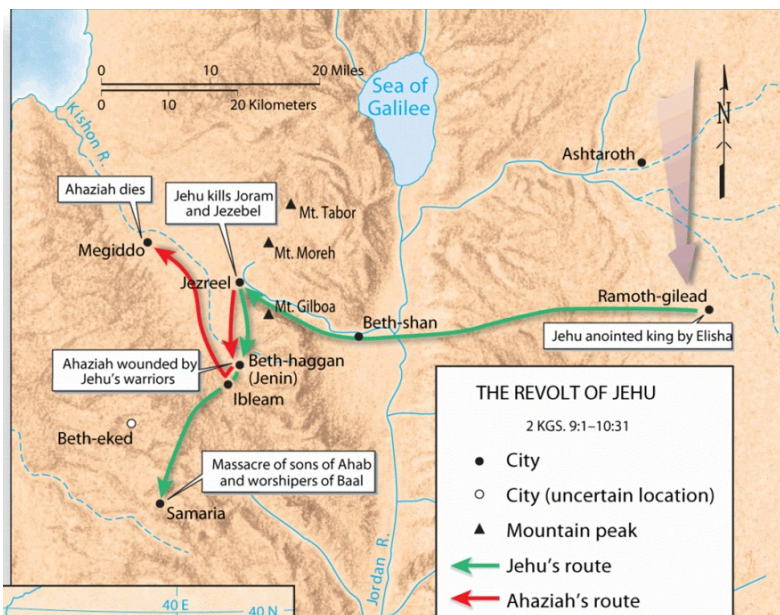 0 10 20 Miles
0 10 20 Kilometers
Sea of
Galilee
Kishon R.
N
Ashtaroth
Ahaziah dies
Jehu kills Joram
and Jezebel
Mt. Tabor
Megiddo
Mt. Moreh
Jezreel
Mt. Gilboa
Ramoth-gilead
Beth-shan
Jehu anointed king by Elisha
Ahaziah wounded by
Jehu's warriors
Beth-haggan
(Jenin)
Ibleam
Beth-eked
Massacre of sons of Ahab
and worshipers of Baal
Samaria
Jordan R.
THE REVOLT OF JEHU
2 KGS. 9:1–10:31
City
City (uncertain location)
Mountain peak
Jehu's route
Ahaziah's route
40 E
40 N